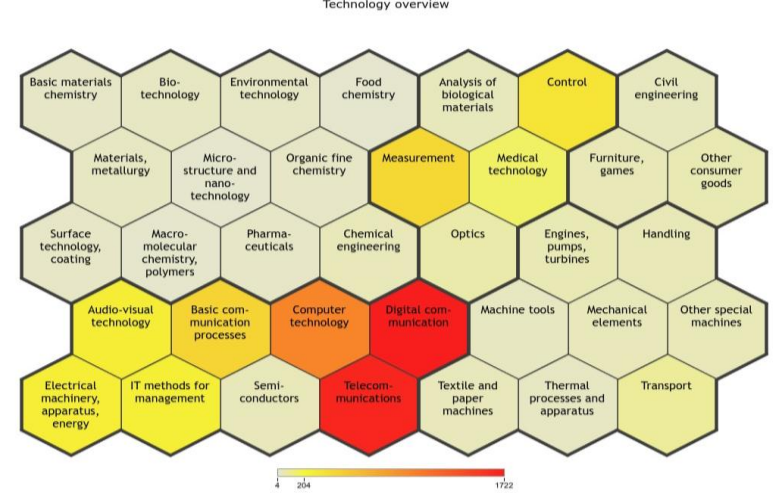 Technology overview
Basic materials
chemistry
Bio-
technology
Environmental
technology
Food
chemistry
Analysis of
biological
materials
Control
Civil
engineering
Materials,
metallurgy
Micro-
structure and
nano-
technology
Organic fine
chemistry
Measurement
Medical
technology
Furniture,
games
Other
consumer
goods
Surface
technology,
coating
Macro-
molecular
chemistry,
polymers
Pharma-
ceuticals
Chemical
engineering
Optics
Engines,
pumps,
turbines
Handling
Audio-visual
technology
Basic com-
munication
processes
Computer
technology
Digital com-
munication
Machine tools
Mechanical
elements
Other special
machines
Electrical
machinery,
apparatus,
energy
IT methods for
management
Semi-
conductors
Telecom-
munications
Textile and
paper
machines
Thermal
processes and
apparatus
Transport
4 204 1722